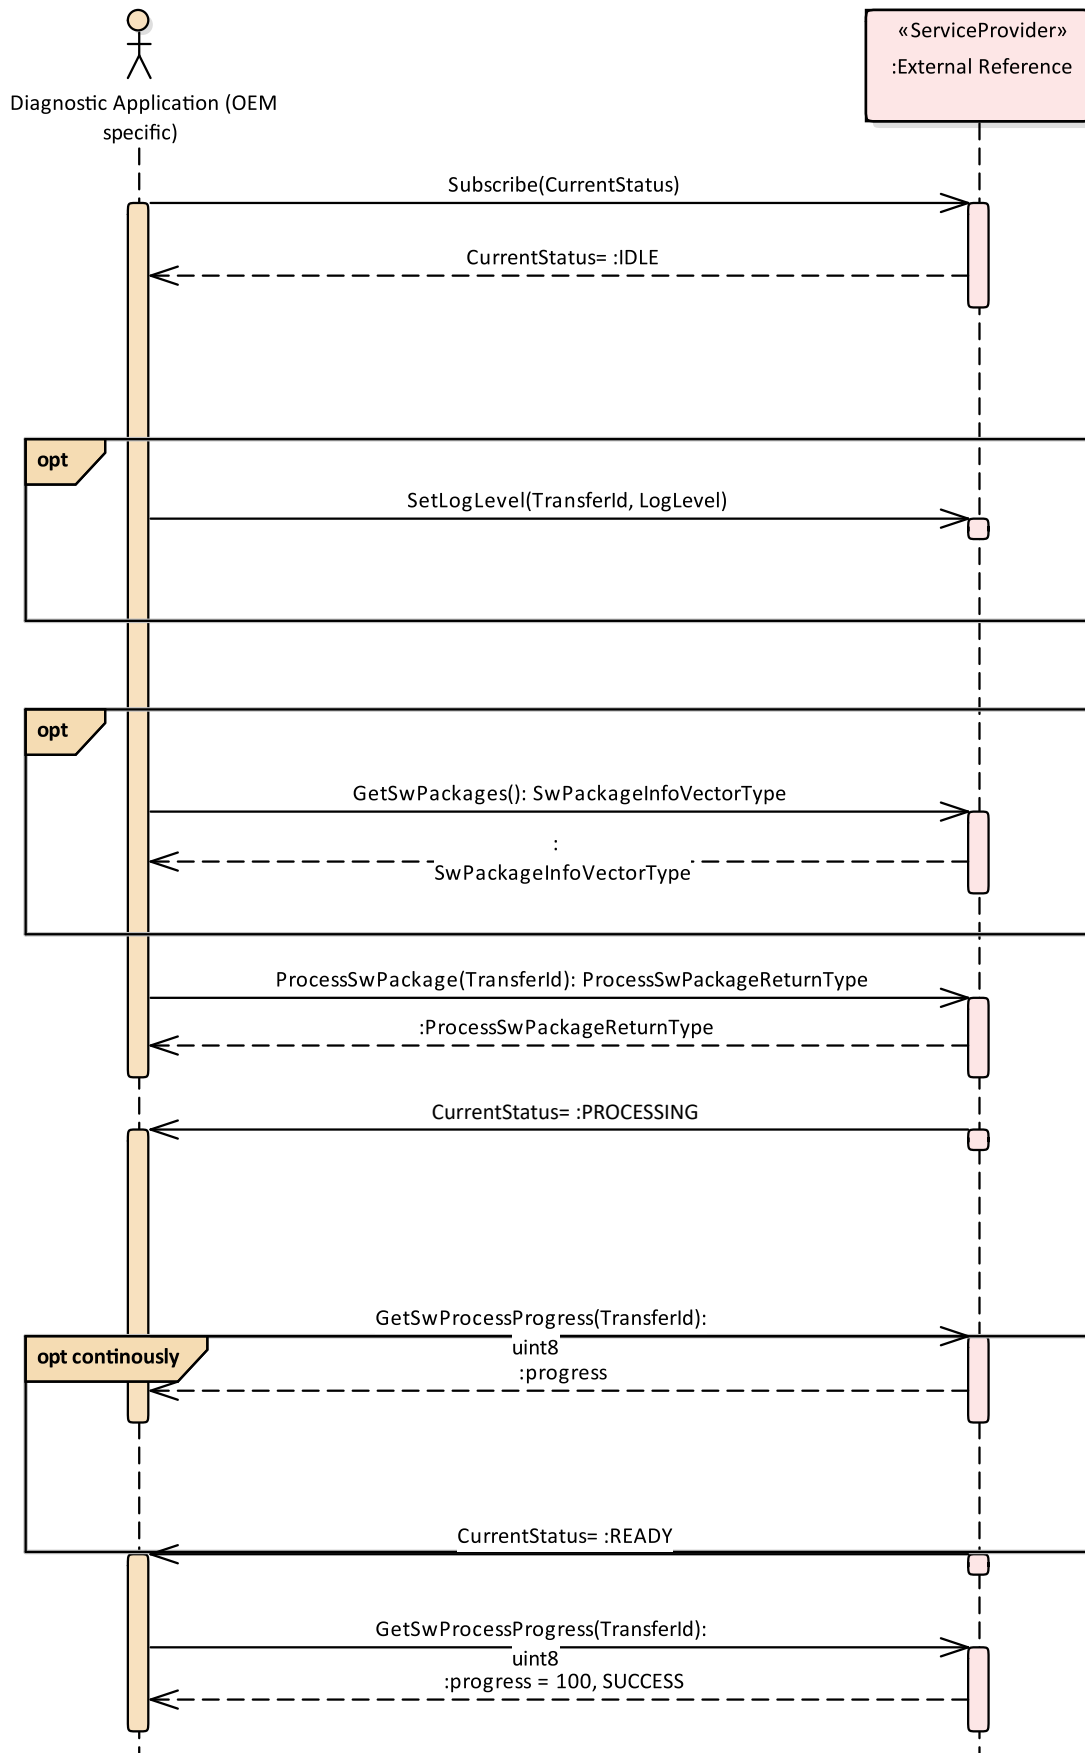 «ServiceProvider»
:External Reference
Diagnostic Application (OEM
specific)
Subscribe(CurrentStatus)
CurrentStatus= :IDLE
opt
SetLogLevel(TransferId, LogLevel)
opt
GetSwPackages(): SwPackageInfoVectorType
:
SwPackageInfoVectorType
ProcessSwPackage(TransferId): ProcessSwPackageReturnType
:ProcessSwPackageReturnType
CurrentStatus= :PROCESSING
GetSwProcessProgress(TransferId):
uint8
opt continously
:progress
CurrentStatus= :READY
GetSwProcessProgress(TransferId):
uint8
:progress = 100, SUCCESS